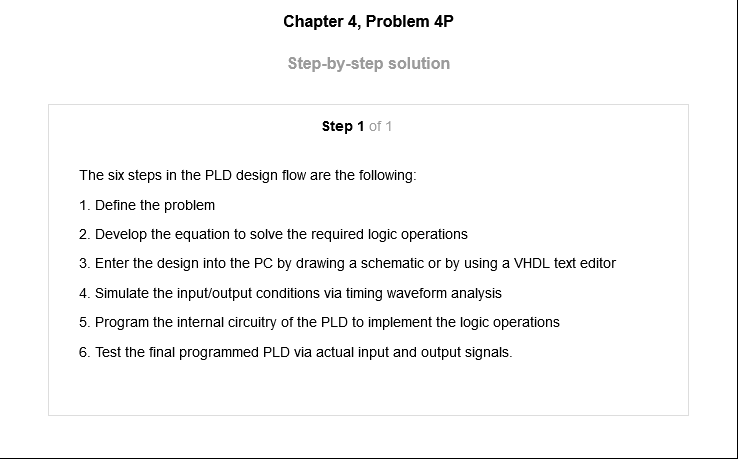 Chapter 4, Problem 4P
Step-by-step solution
Step 1 of 1
The six steps in the PLD design flow are the following:
1. Define the problem
2. Develop the equation to solve the required logic operations
3. Enter the design into the PC by drawing a schematic or by using a VHDL text editor
4. Simulate the input/output conditions via timing waveform analysis
5. Program the internal circuitry of the PLD to implement the logic operations
6. Test the final programmed PLD via actual input and output signals.